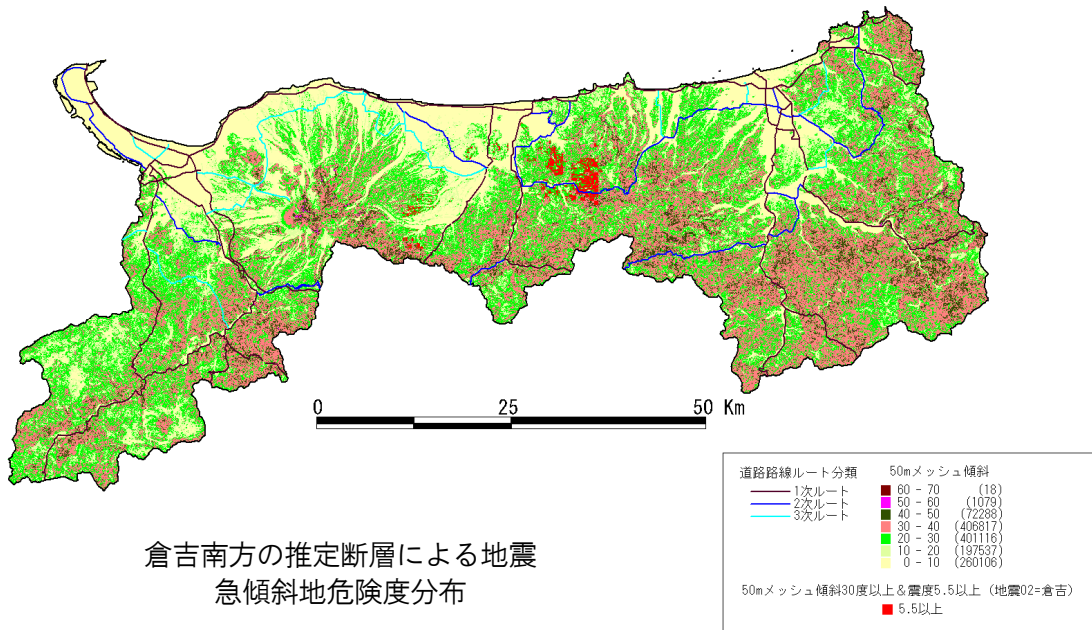 0 25 50 Km
道路路線ルート分類
1次ルート
2次ルート
3次ルート
50mメッシュ傾斜
60 - 70 (18)
50 - 60 (1079)
40 - 50 (72288)
30 - 40 (406817)
20 - 30 (401116)
10 - 20 (197537)
0 - 10 (260106)
50mメッシュ傾斜30度以上&震度5.5以上 (地震02=倉吉)
5.5以上
倉吉南方の推定断層による地震
急傾斜地危険度分布